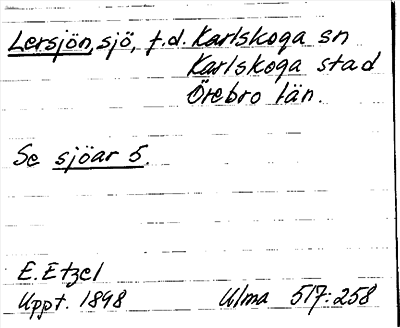 Lersjön, sjö, f.d. Karlskoga sn
Karlskoga stad
Örebro län.
Se sjöar 5.
E. Etzel
Uppt. 1898 Ulma 517:258